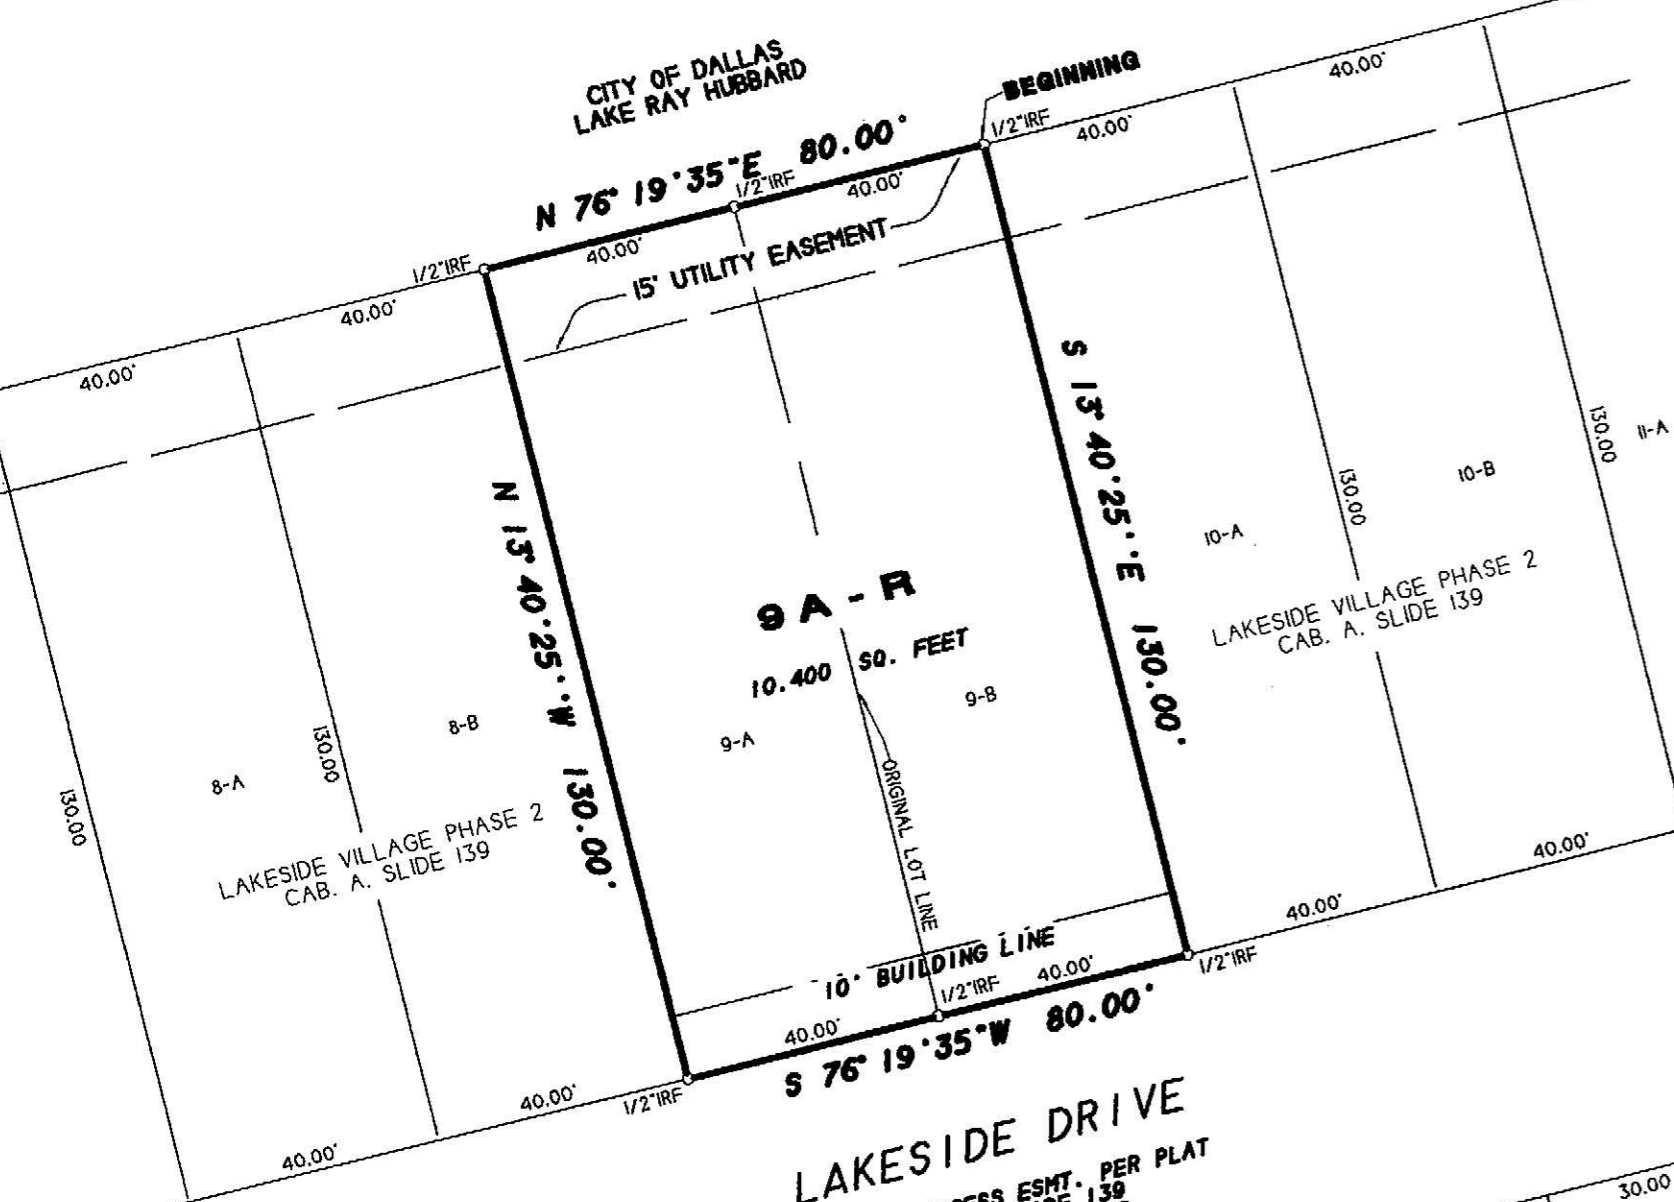 CITY OF DALLAS
LAKE RAY HUBBARD
BEGINNING
40.00'
1/2"IRF
40.00'
N 76° 19'35"E 80.00'
1/2"IRF
40.00'
40.00'
1/2"IRF
15' UTILITY EASEMENT
40.00'
40.00'
S 13° 40'25''E 130.00'
N 13° 40'25''W 130.00'
130.00
11-A
10-B
130.00
10-A
LAKESIDE VILLAGE PHASE 2
CAB. A. SLIDE 139
9A-R
10.400 SQ. FEET
9-B
9-A
8-B
130.00
8-A
130.00
LAKESIDE VILLAGE PHASE 2
CAB. A. SLIDE 139
ORIGINAL LOT LINE
40.00'
40.00'
10' BUILDING LINE
40.00'
1/2"IRF
1/2"IRF
40.00'
S 76° 19'35"W 80.00'
1/2"IRF
40.00'
40.00'
LAKESIDE DRIVE
ESMT. PER PLAT
139
30.00